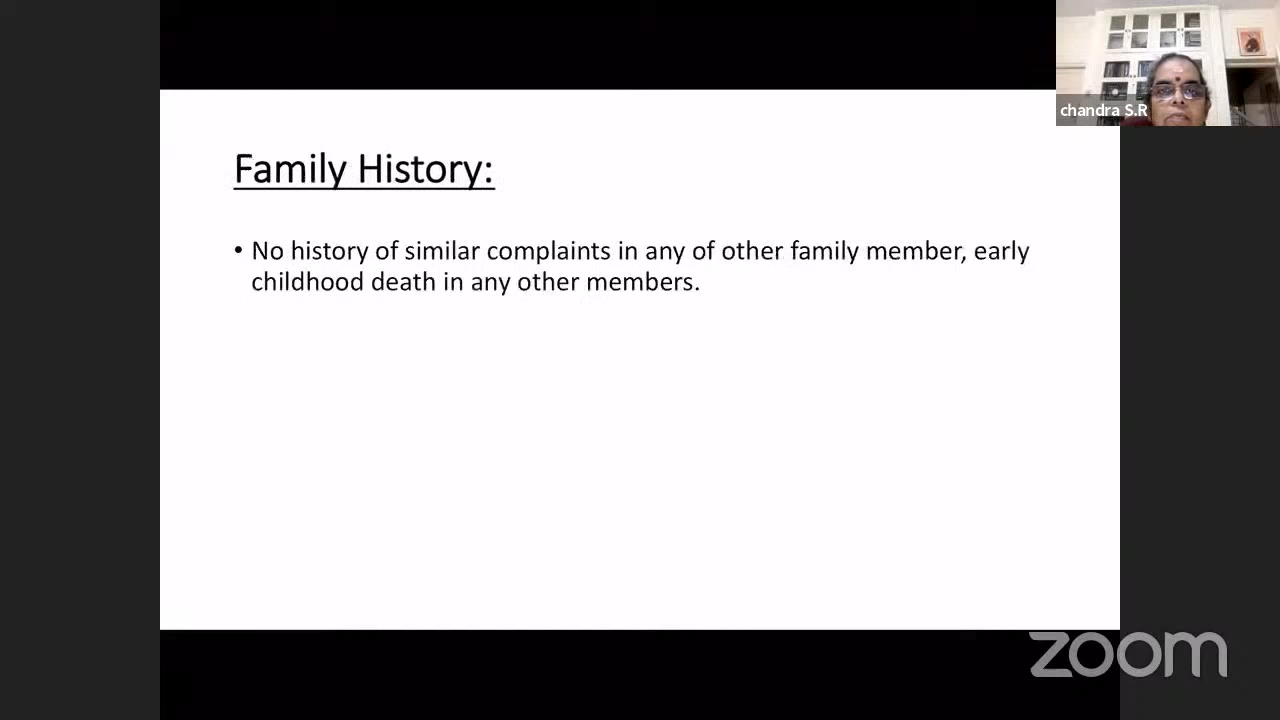 chandra S.R
Family History:
• No history of similar complaints in any of other family member, early
childhood death in any other members.
zoom